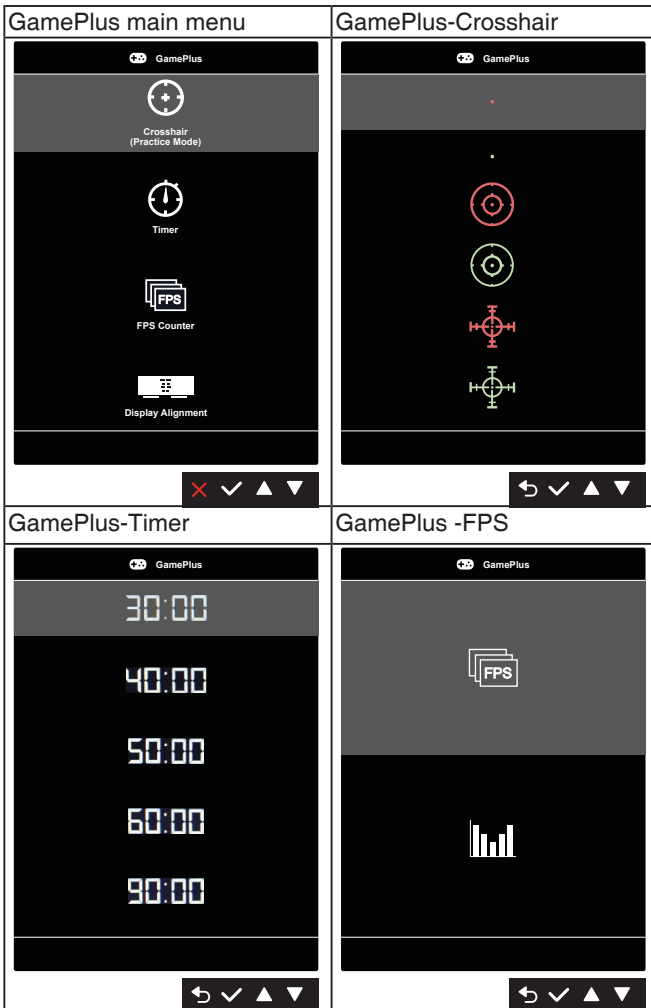 GamePlus main menu
GamePlus
Crosshair
(Practice Mode)
Timer
FPS
FPS Counter
Display Alignment
GamePlus-Crosshair
GamePlus
GamePlus-Timer
GamePlus
30:00
40:00
50:00
60:00
90:00
GamePlus -FPS
GamePlus
FPS